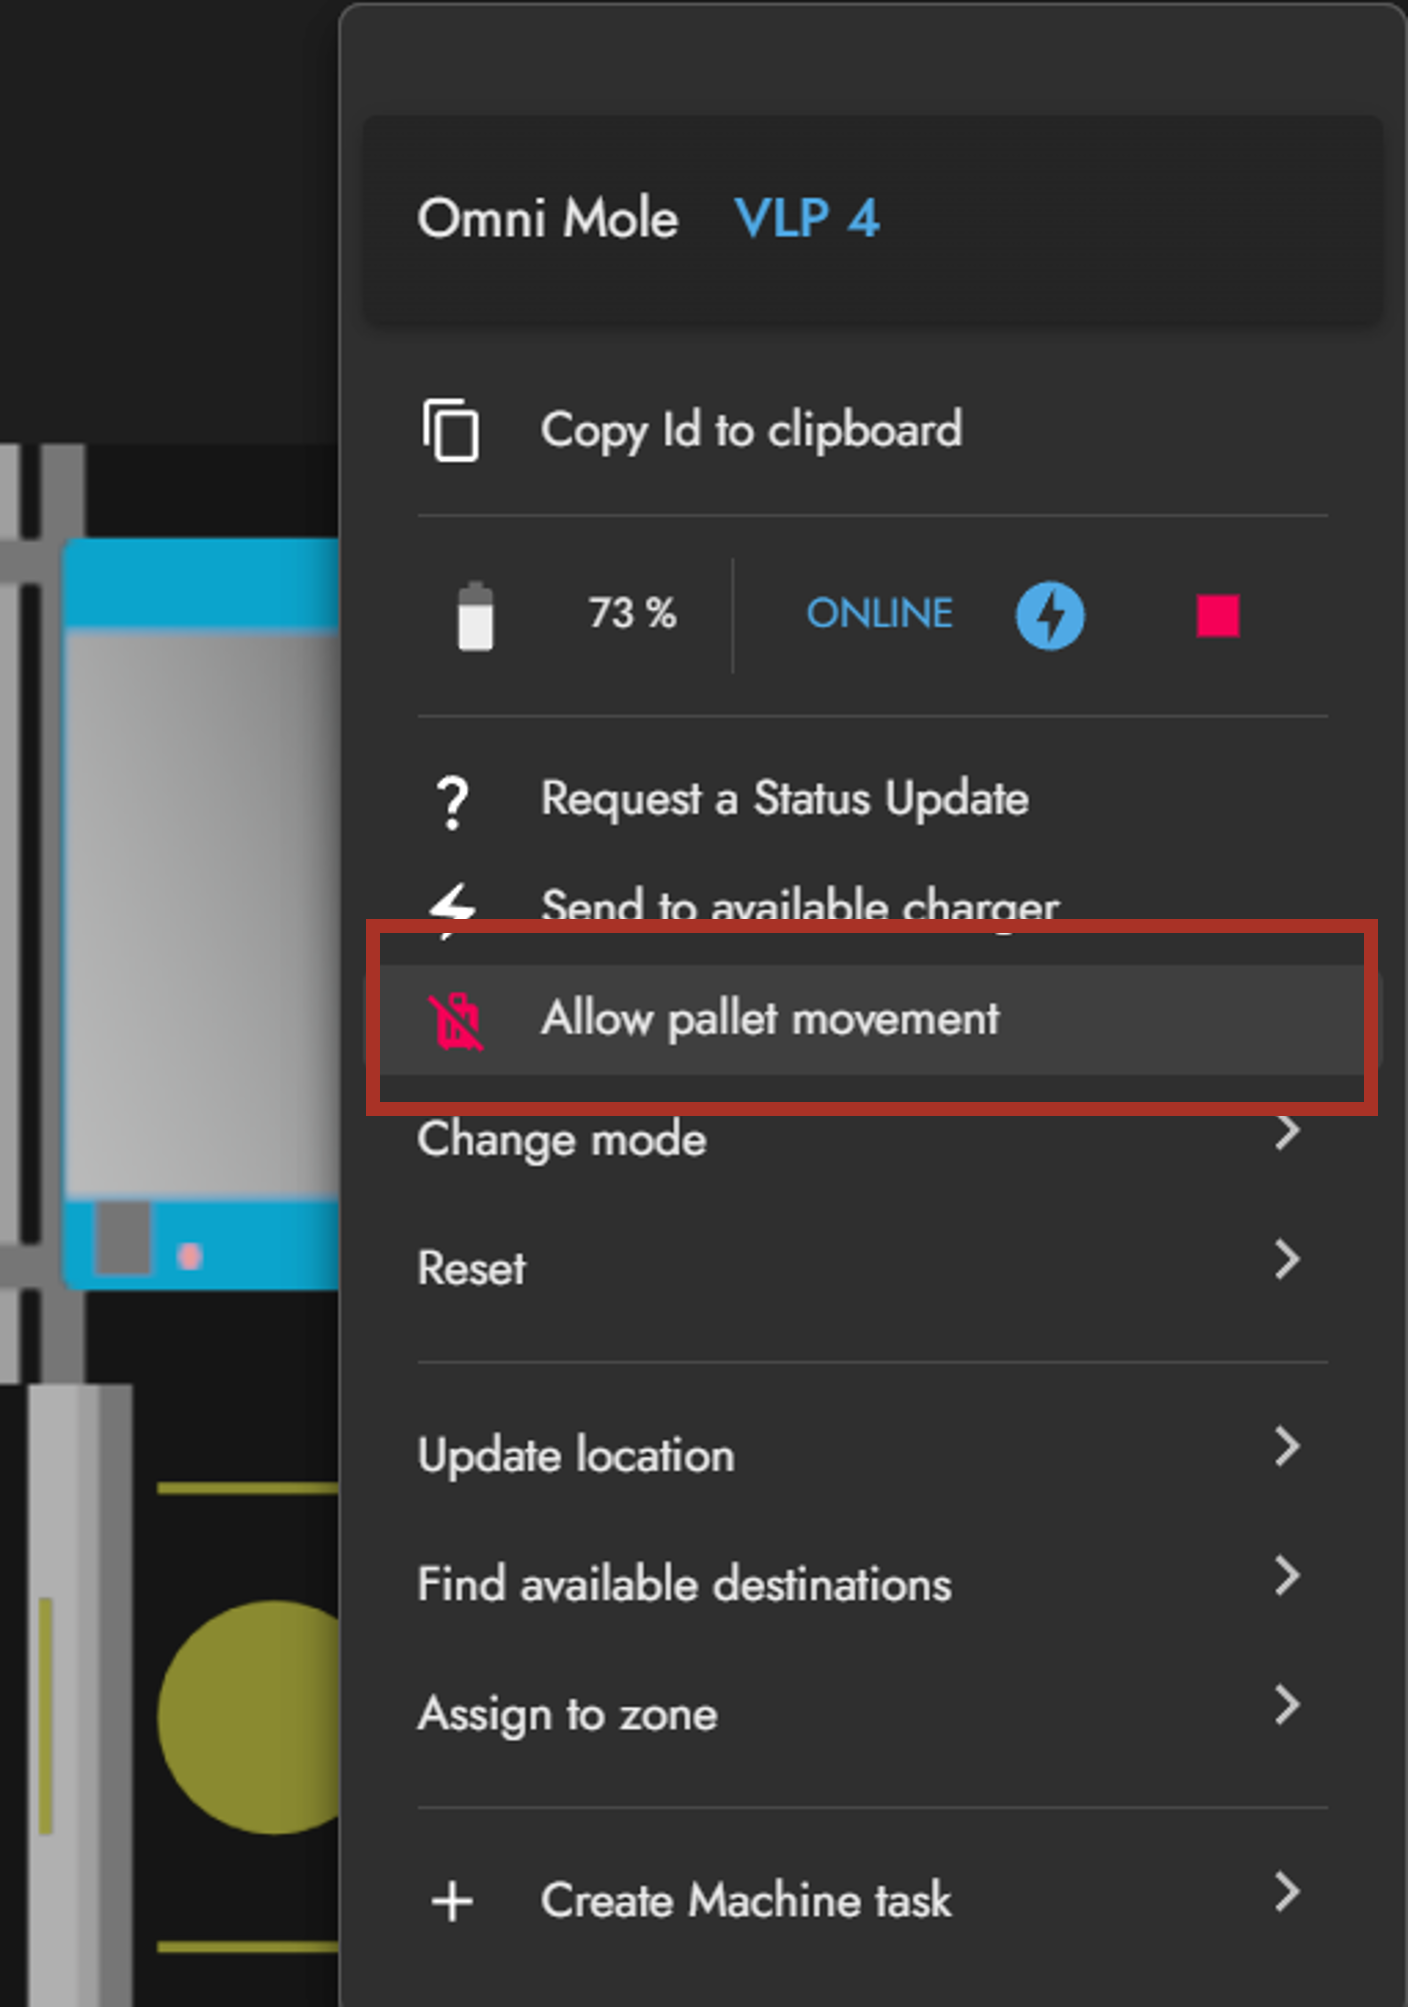 Omni Mole VLP 4
Copy Id to clipboard
73 % ONLINE
Request a Status Update
Send to available charger
Allow pallet movement
Change mode
Reset
Update location
Find available destinations
Assign to zone
Create Machine task